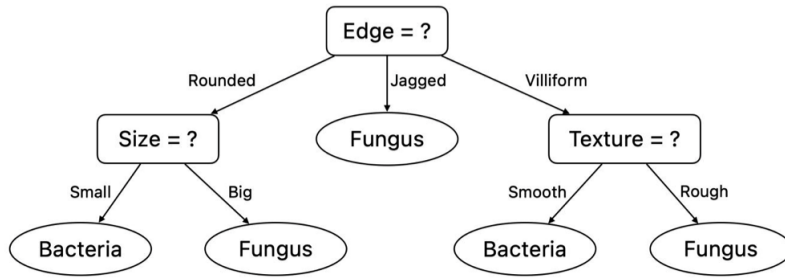 Edge = ?
Rounded
Jagged
Villiform
Size = ?
Fungus
Texture = ?
Small
Big
Smooth
Rough
Bacteria
Fungus
Bacteria
Fungus